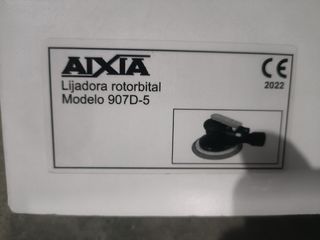 AIXIA
Lijadora rotorbital
Modelo 907D-5
CE
2022